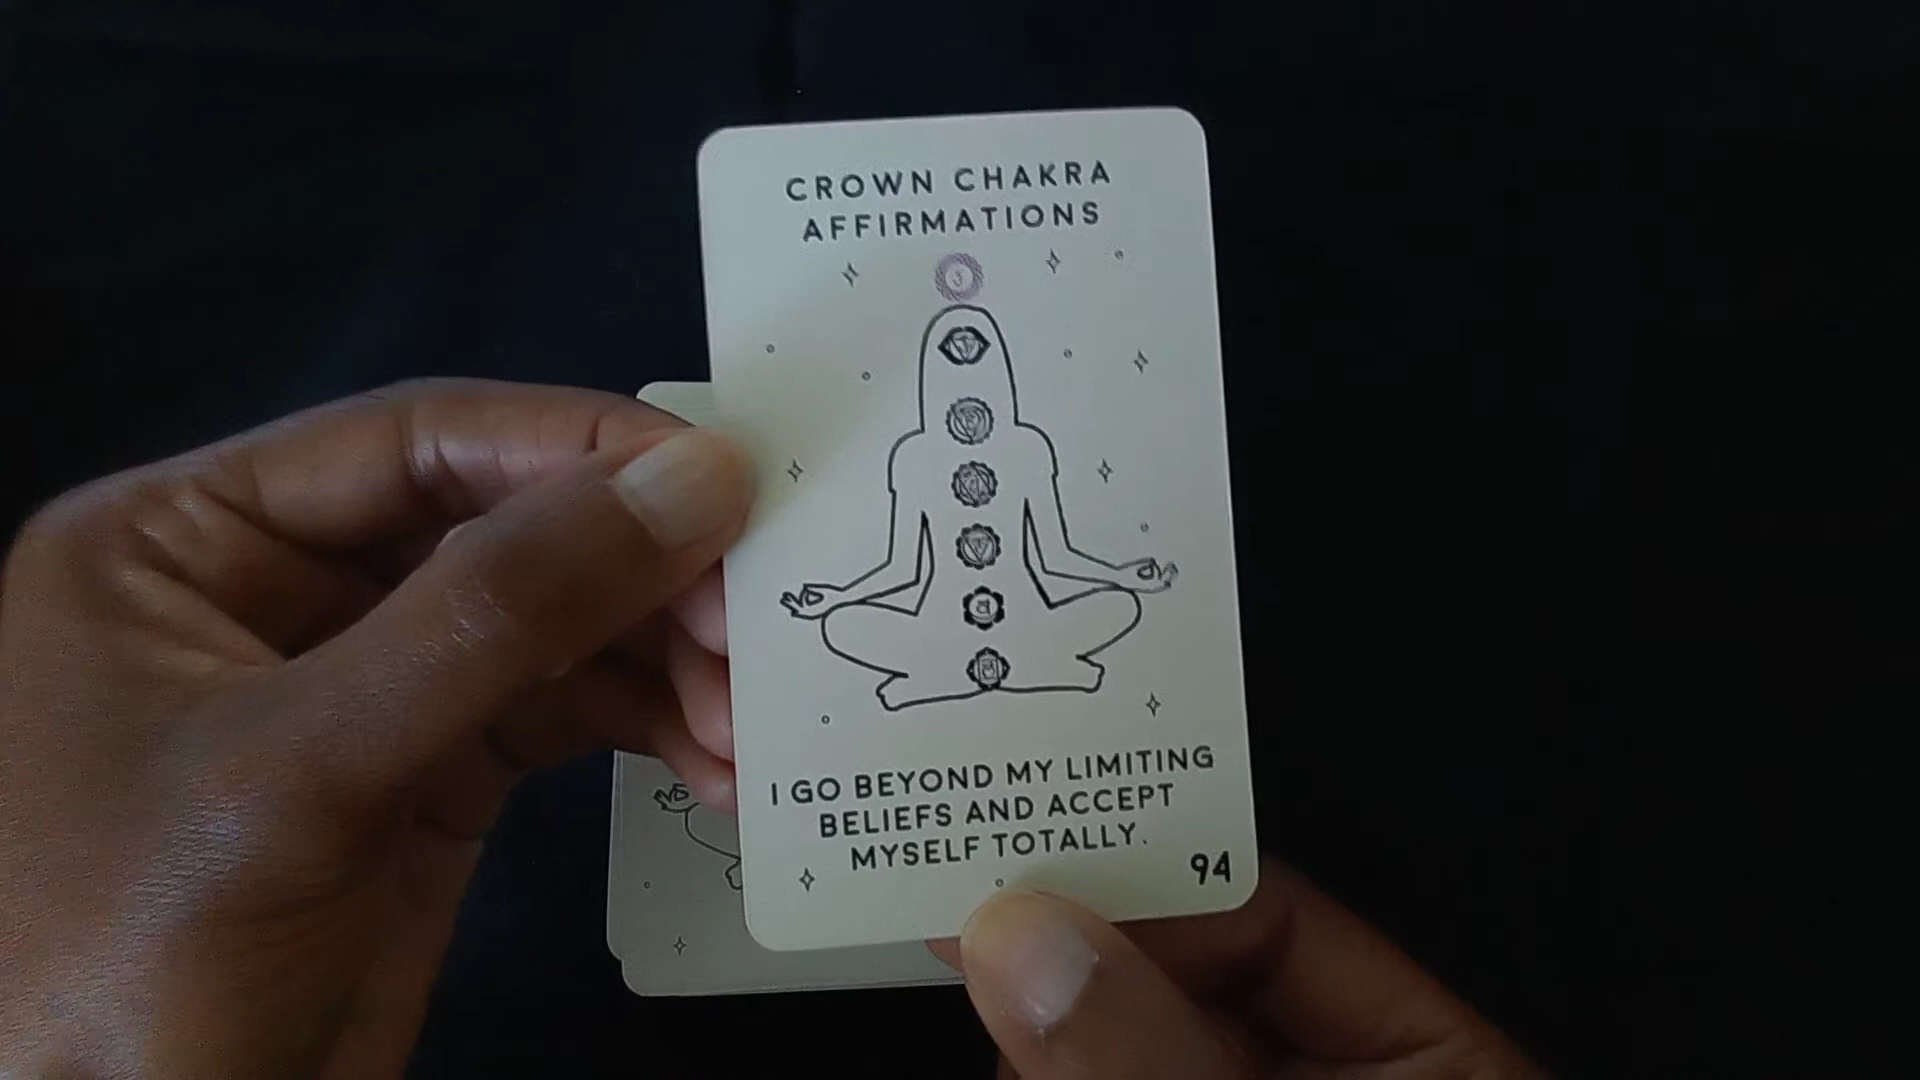 CROWN CHAKRA
AFFIRMATIONS
I GO BEYOND MY LIMITING
BELIEFS AND ACCEPT
MYSELF TOTALLY.
94